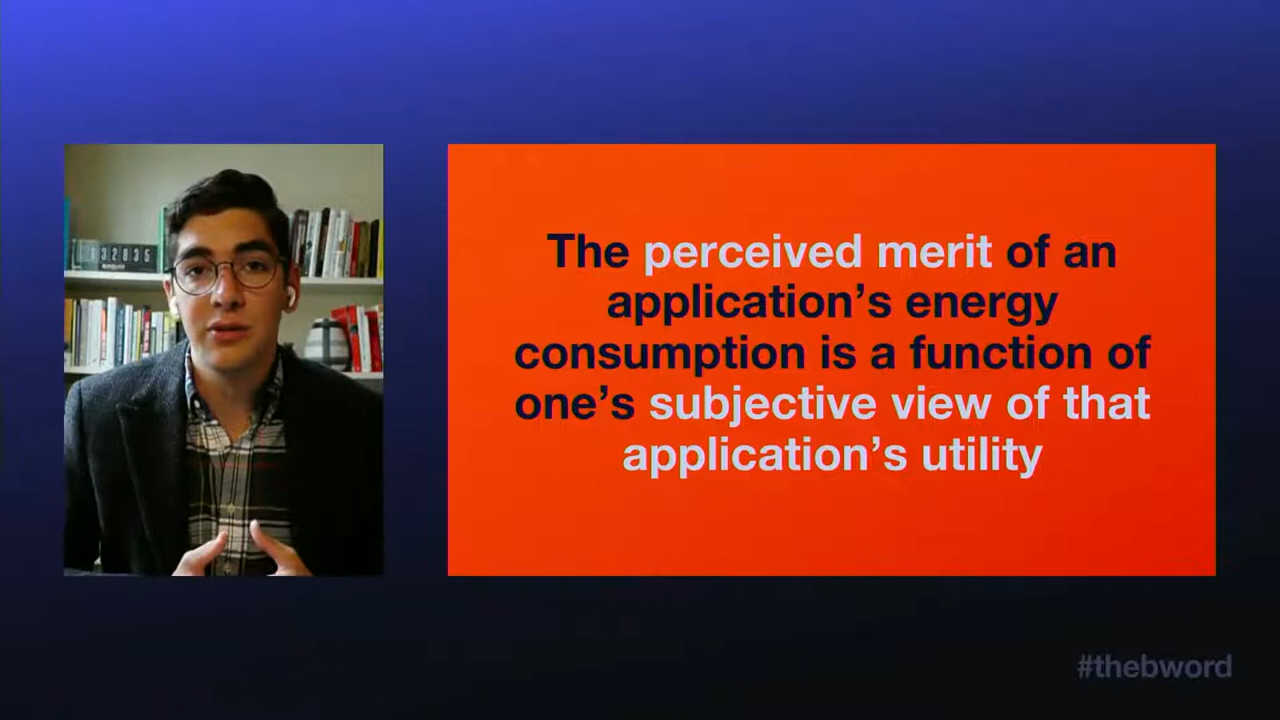 The perceived merit of an
application’s energy
consumption is a function of
one’s subjective view of that
application’s utility
#thebword